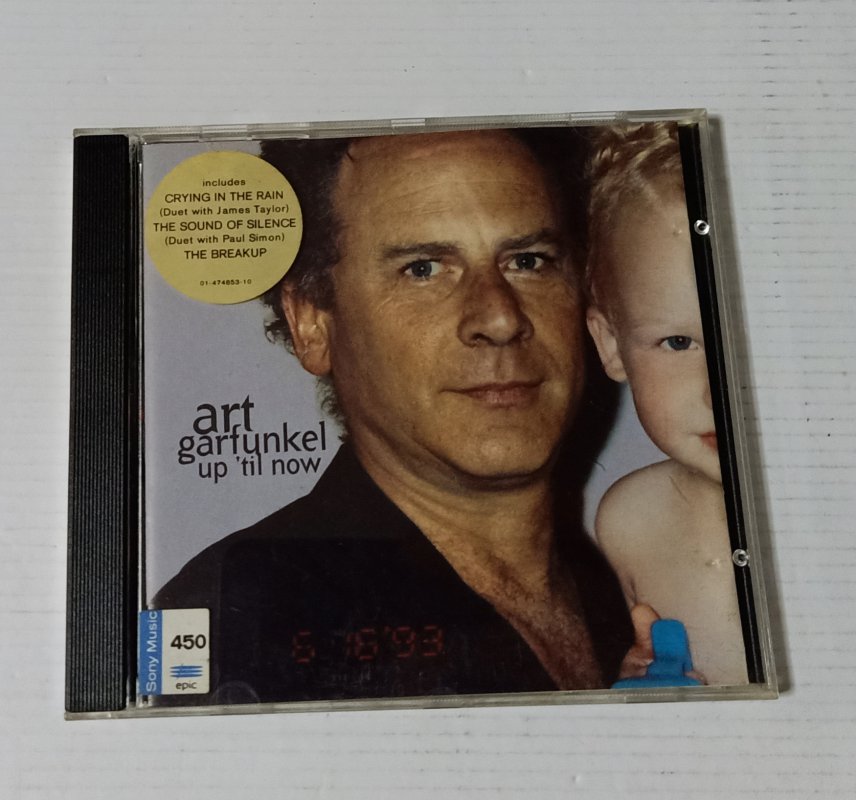 includes
CRYING IN THE RAIN
(Duet with James Taylor)
THE SOUND OF SILENCE
(Duet with Paul Simon)
THE BREAKUP
01-474853-10
art
garfunkel
up 'til now
6 16'93
Sony Music
450
epic